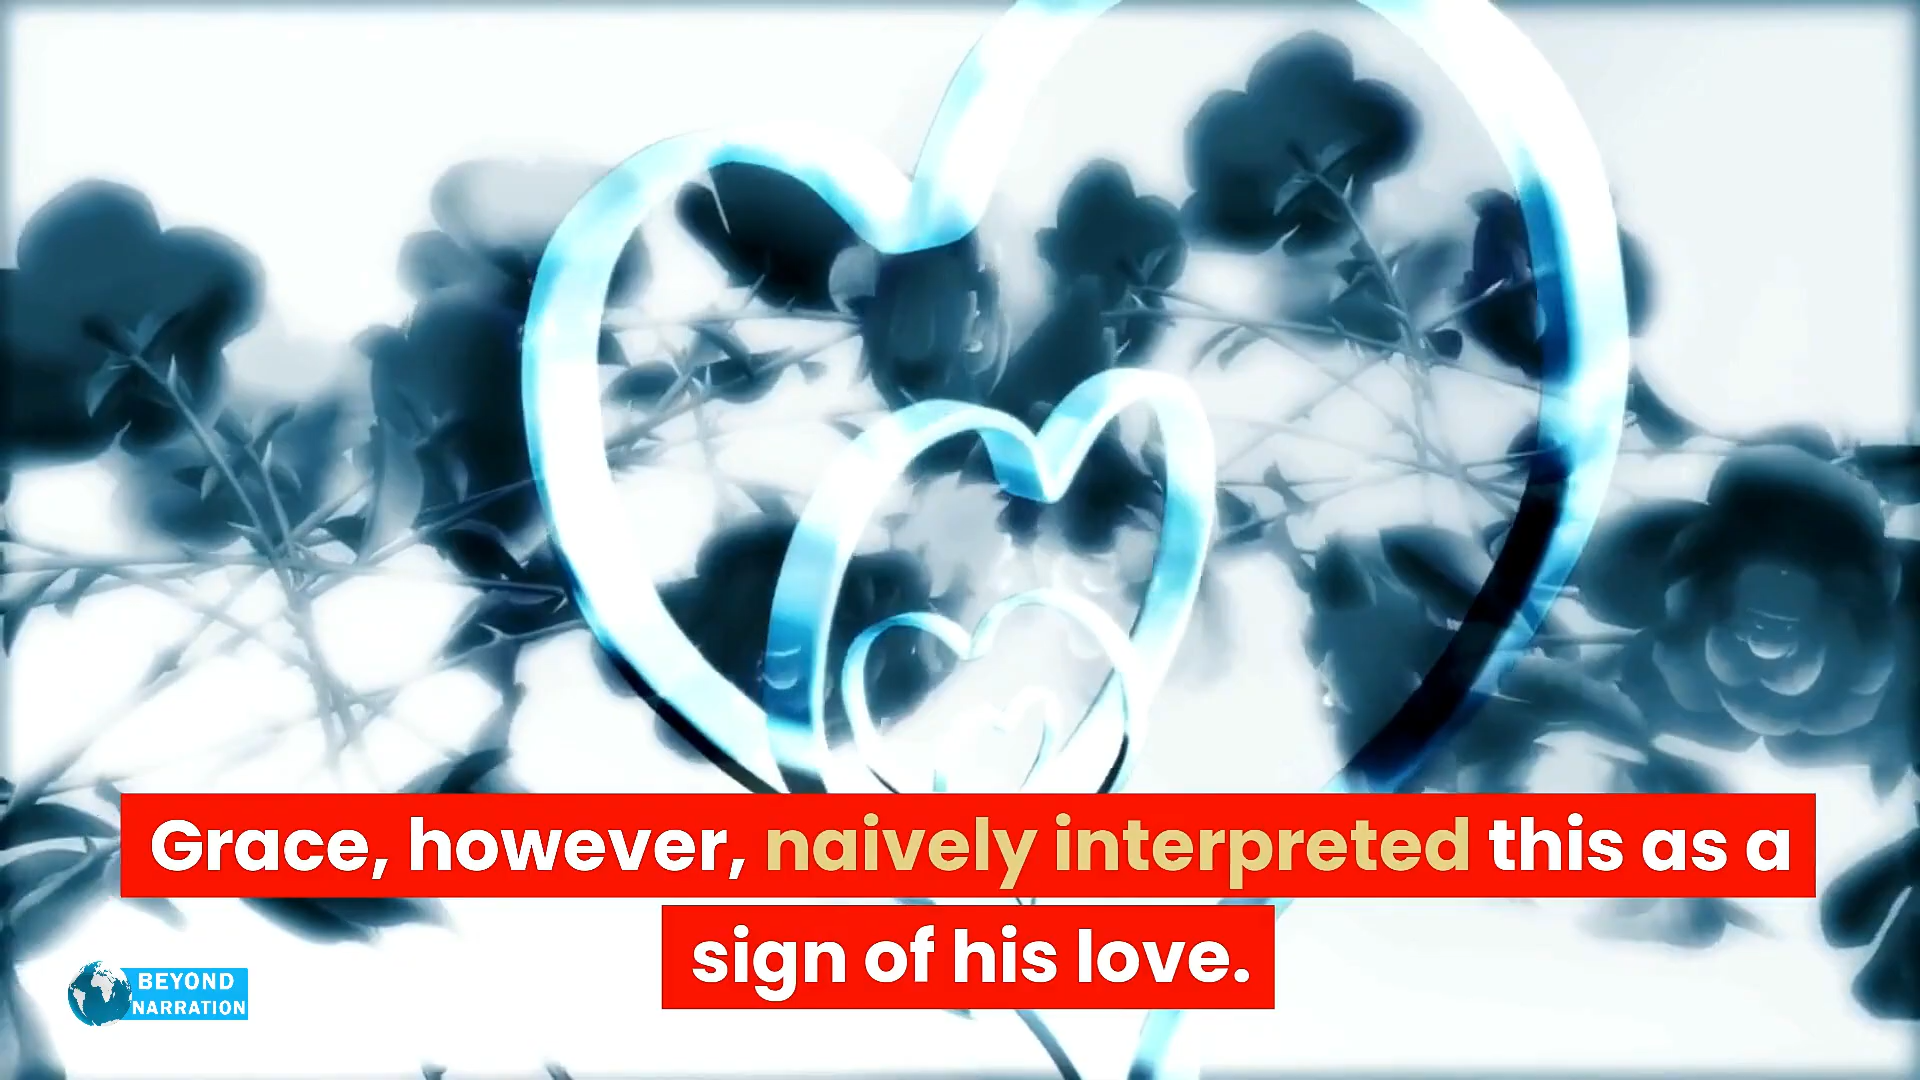 Grace, however, naively interpreted this as a
sign of his love.
BEYOND
NARRATION